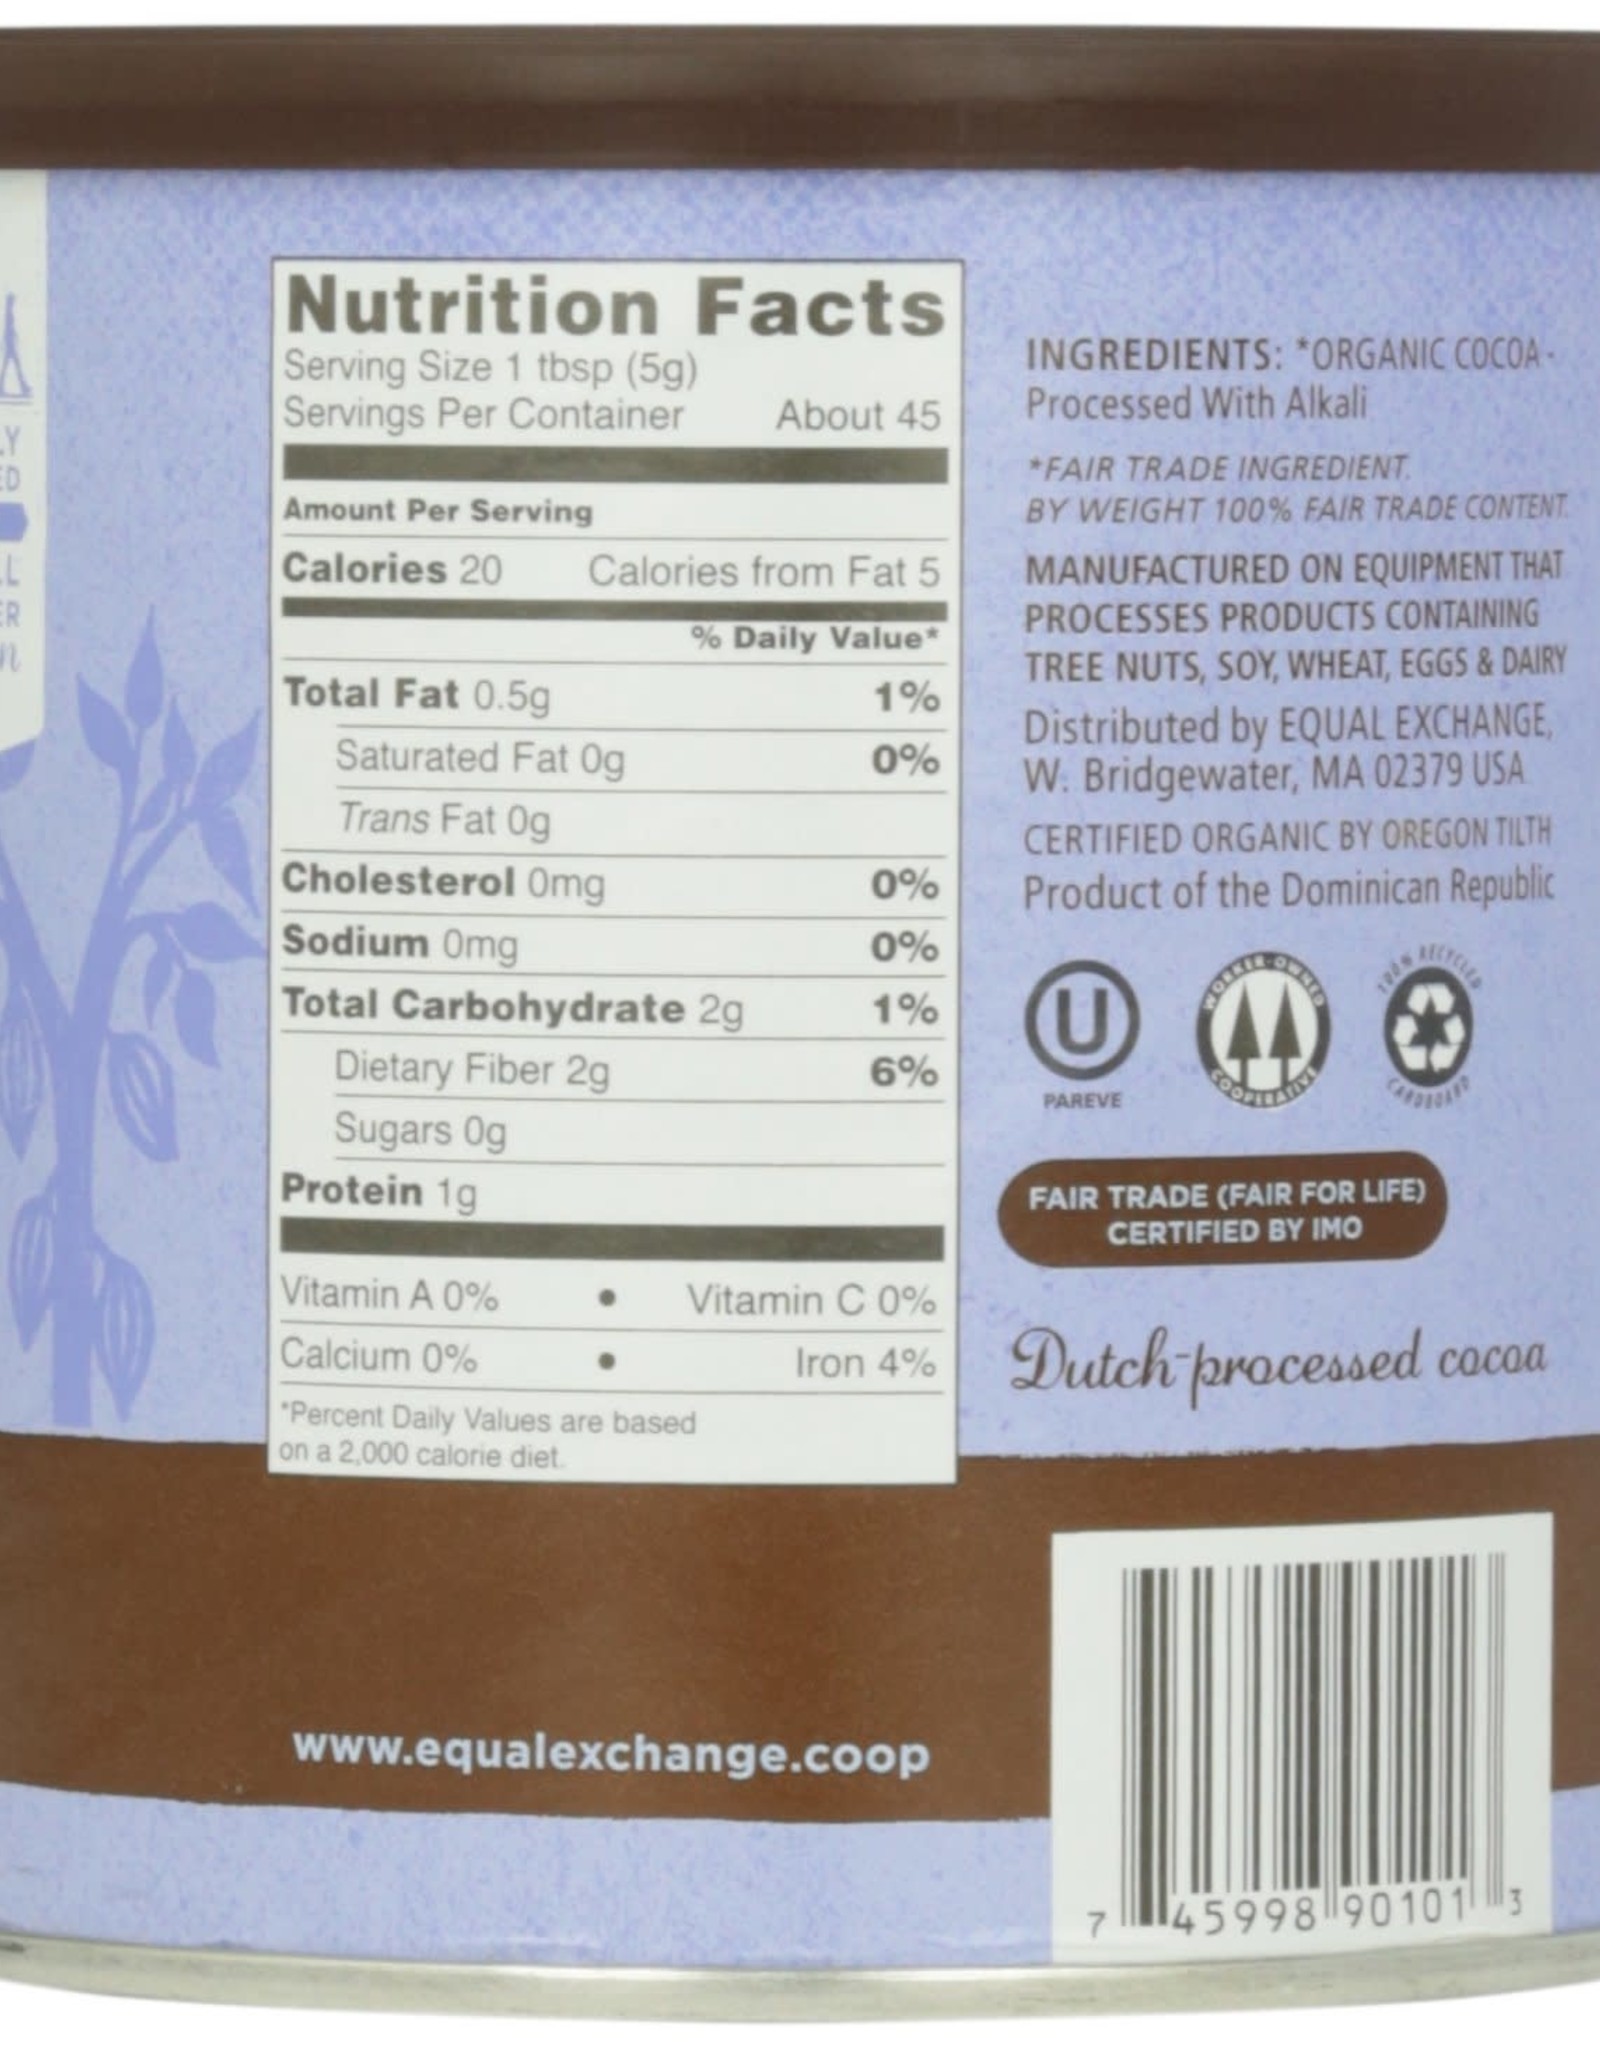 Nutrition Facts
Serving Size 1 tbsp (5g)
Servings Per Container About 45
Amount Per Serving
Calories 20 Calories from Fat 5
% Daily Value*
Total Fat 0.5g 1%
Saturated Fat 0g 0%
Trans Fat 0g
Cholesterol 0mg 0%
Sodium 0mg 0%
Total Carbohydrate 2g 1%
Dietary Fiber 2g 6%
Sugars 0g
Protein 1g
Vitamin A 0% • Vitamin C 0%
Calcium 0% • Iron 4%
*Percent Daily Values are based
on a 2,000 calorie diet.
INGREDIENTS: *ORGANIC COCOA -
Processed With Alkali
*FAIR TRADE INGREDIENT.
BY WEIGHT 100% FAIR TRADE CONTENT.
MANUFACTURED ON EQUIPMENT THAT
PROCESSES PRODUCTS CONTAINING
TREE NUTS, SOY, WHEAT, EGGS & DAIRY
Distributed by EQUAL EXCHANGE,
W. Bridgewater, MA 02379 USA
CERTIFIED ORGANIC BY OREGON TILTH
Product of the Dominican Republic
U
PAREVE
WORKER-OWNED
COOPERATIVE
100% RECYCLED
CARDBOARD
FAIR TRADE (FAIR FOR LIFE)
CERTIFIED BY IMO
Dutch-processed cocoa
www.equalexchange.coop
7 45998 90101 3